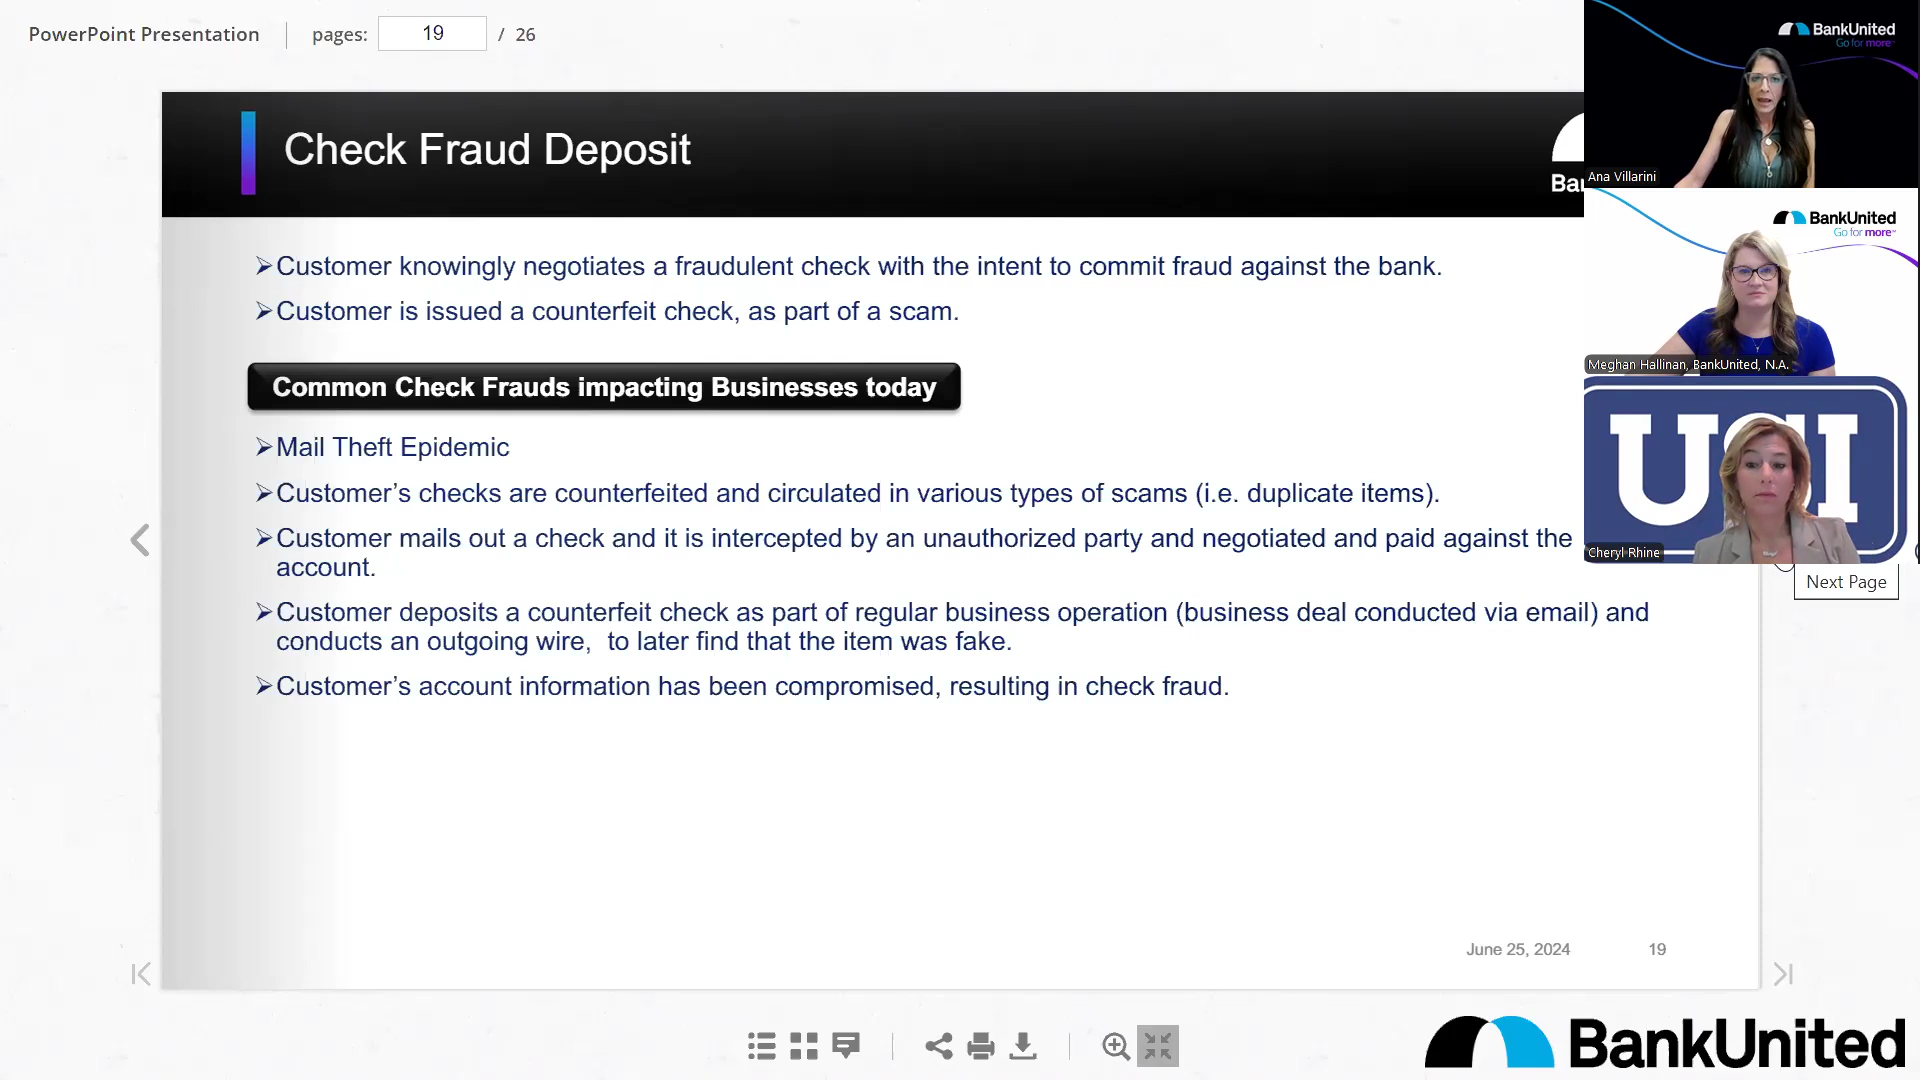 PowerPoint Presentation
pages: 19 / 26
Check Fraud Deposit
➢Customer knowingly negotiates a fraudulent check with the intent to commit fraud against the bank.
➢Customer is issued a counterfeit check, as part of a scam.
Common Check Frauds impacting Businesses today
➢Mail Theft Epidemic
➢Customer’s checks are counterfeited and circulated in various types of scams (i.e. duplicate items).
➢Customer mails out a check and it is intercepted by an unauthorized party and negotiated and paid against the
account.
➢Customer deposits a counterfeit check as part of regular business operation (business deal conducted via email) and
conducts an outgoing wire,  to later find that the item was fake.
➢Customer’s account information has been compromised, resulting in check fraud.
June 25, 2024 19
BankUnited
Go for more
Ana Villarini
BankUnited
Go for more
Meghan Hallinan, BankUnited, N.A.
Cheryl Rhine
Next Page
BankUnited